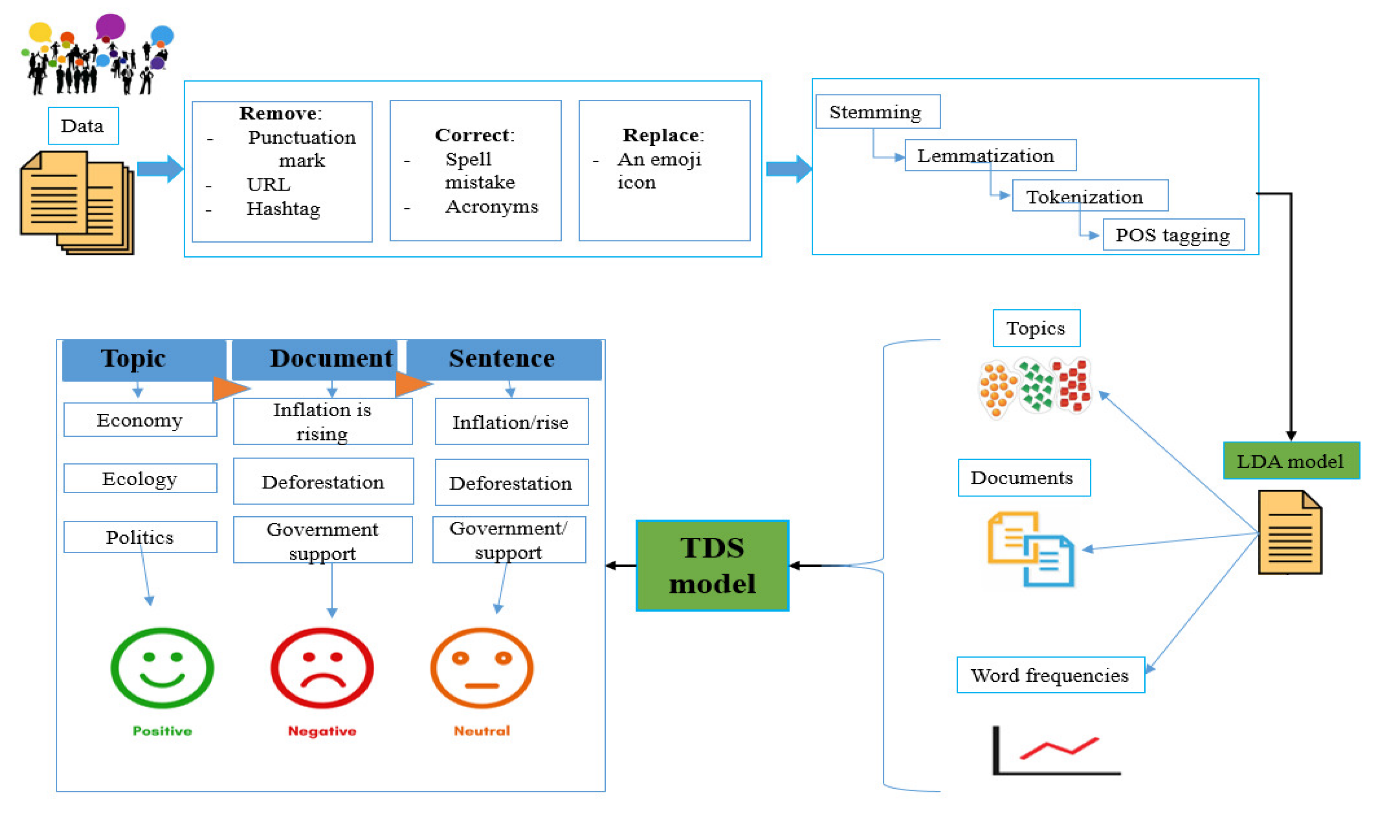 Data
Remove:
- Punctuation
mark
- URL
- Hashtag
Correct:
- Spell
mistake
- Acronyms
Replace:
- An emoji
icon
Stemming
Lemmatization
Tokenization
POS tagging
LDA model
Topics
Documents
Word frequencies
TDS
model
Topic
Document
Sentence
Economy
Inflation is
rising
Inflation/rise
Ecology
Deforestation
Deforestation
Politics
Government
support
Government/
support
Positive
Negative
Neutral